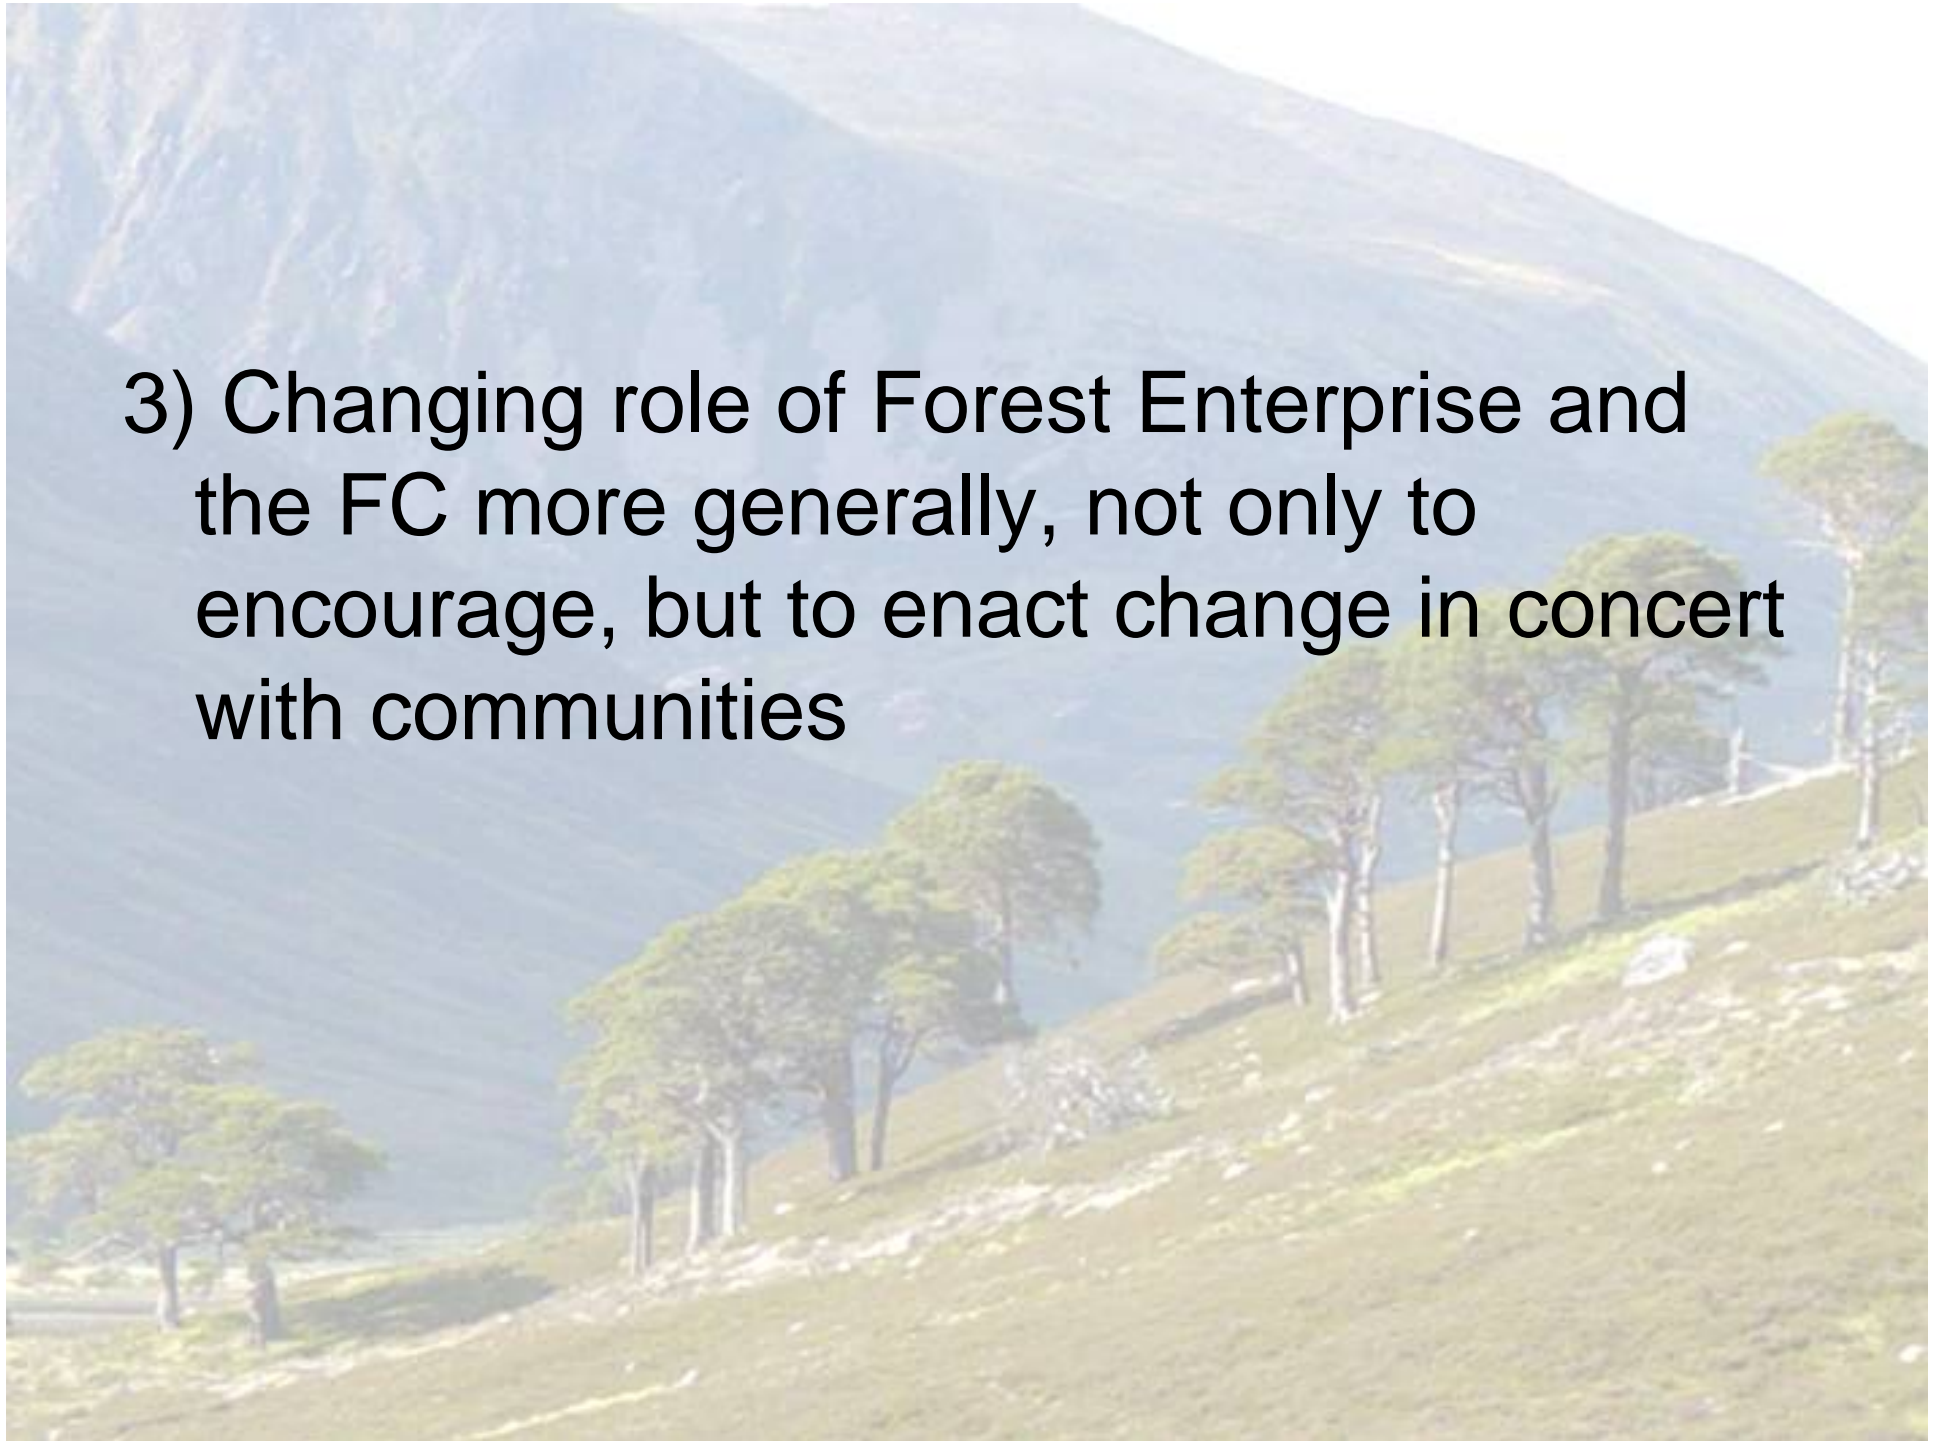 3) Changing role of Forest Enterprise and
the FC more generally, not only to
encourage, but to enact change in concert
with communities